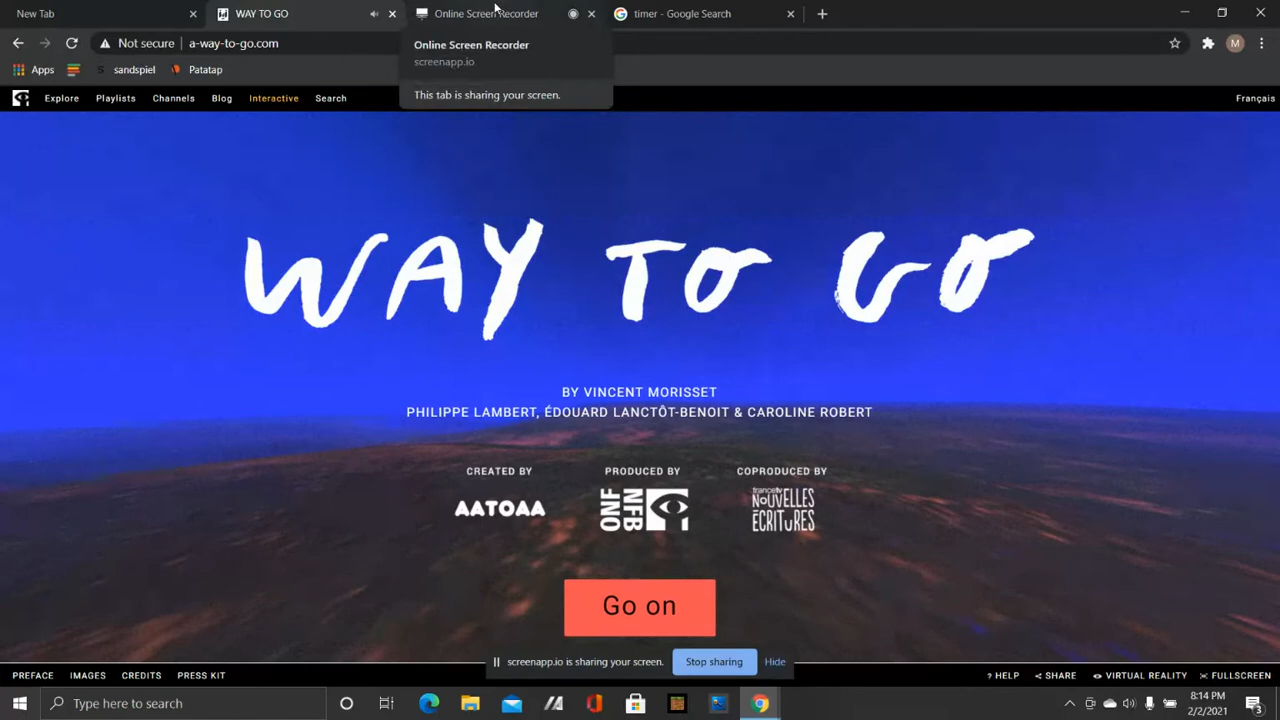 New Tab
WAY TO GO
Online Screen Recorder
timer - Google Search
Not secure
a-way-to-go.com
M
Online Screen Recorder
screenapp.io
This tab is sharing your screen.
Apps
sandspiel
Patatap
Explore
Playlists
Channels
Blog
Interactive
Search
Français
WAY TO GO
BY VINCENT MORISSET
PHILIPPE LAMBERT, ÉDOUARD LANCTÔT-BENOIT & CAROLINE ROBERT
CREATED BY
PRODUCED BY
COPRODUCED BY
AATOAA
ONF
NFB
francetv
NOUVELLES
ÉCRITURES
Go on
screenapp.io is sharing your screen.
Stop sharing
Hide
PREFACE
IMAGES
CREDITS
PRESS KIT
? HELP
SHARE
VIRTUAL REALITY
FULLSCREEN
Type here to search
8:14 PM
2/2/2021
3